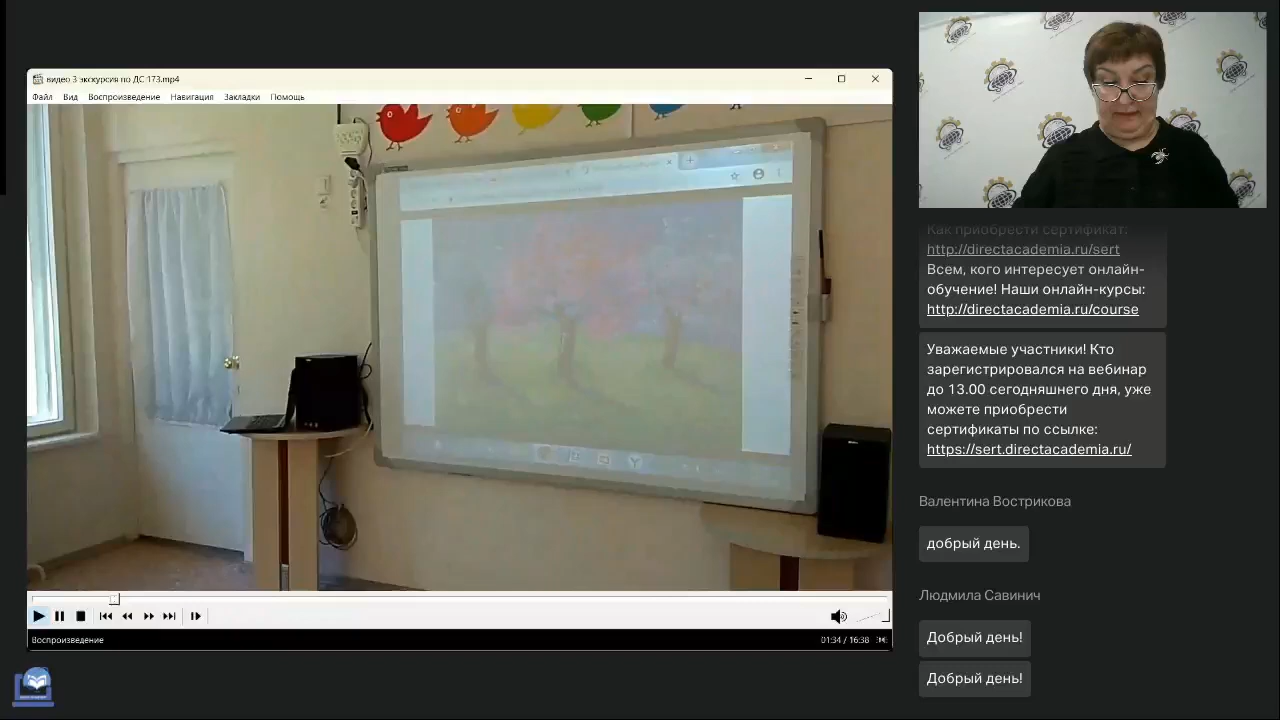 видео 3 экскурсия по ДС 173.mp4
Файл Вид Воспроизведение Навигация Закладки Помощь
Воспроизведение
01:34 / 16:38
Как приобрести сертификат:
http://directacademia.ru/sert
Всем, кого интересует онлайн-
обучение! Наши онлайн-курсы:
http://directacademia.ru/course
Уважаемые участники! Кто
зарегистрировался на вебинар
до 13.00 сегодняшнего дня, уже
можете приобрести
сертификаты по ссылке:
https://sert.directacademia.ru/
Валентина Вострикова
добрый день.
Людмила Савинич
Добрый день!
Добрый день!